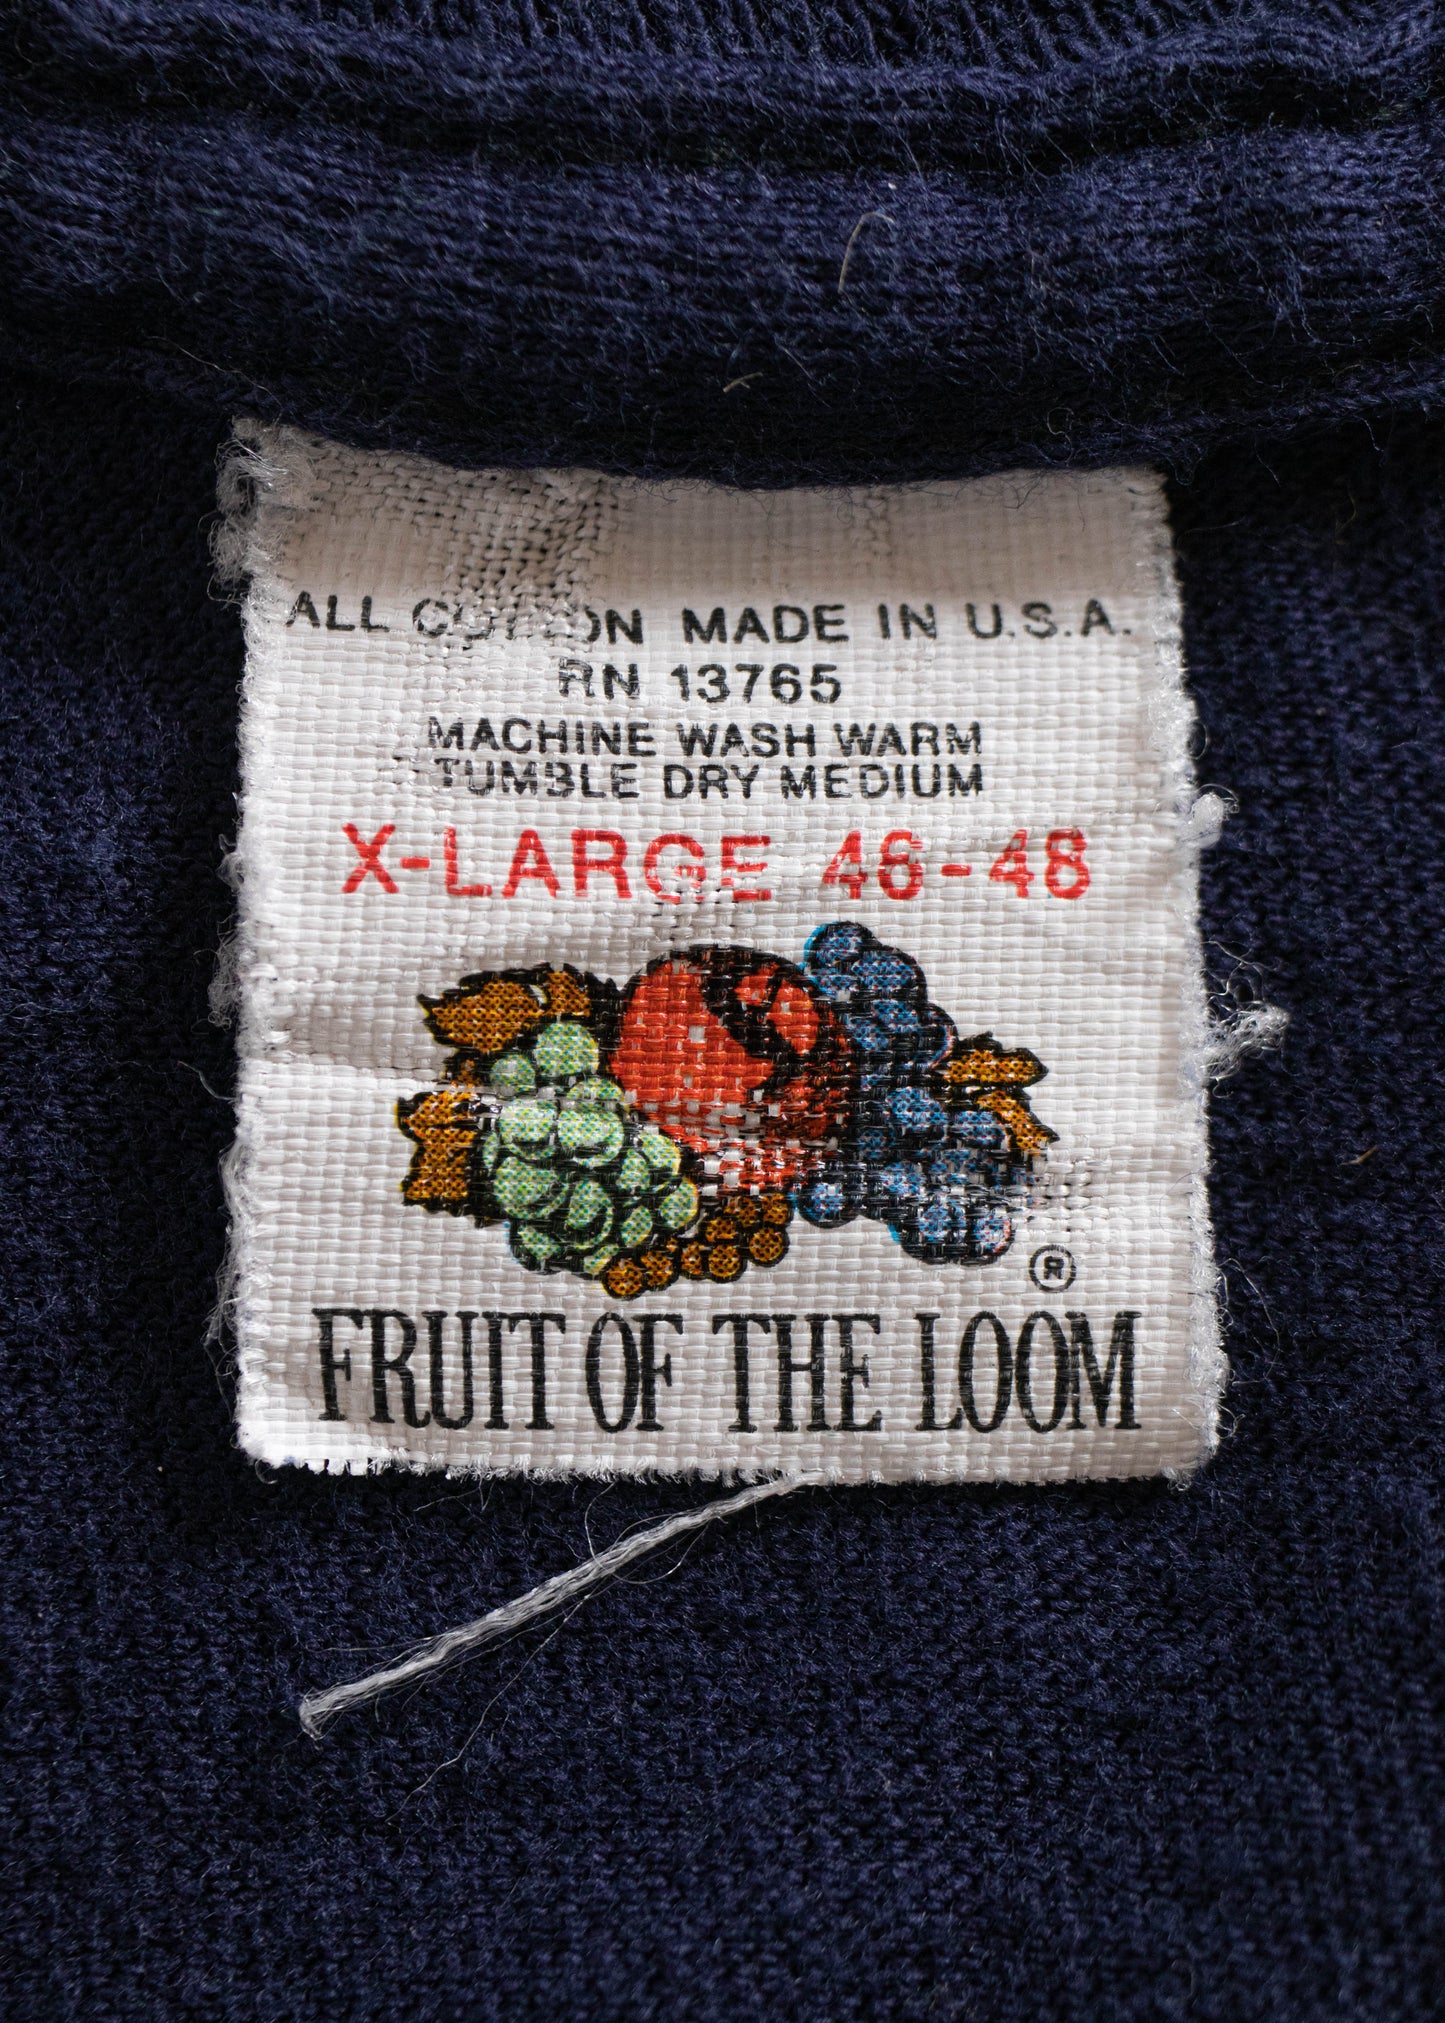 ALL COTTON MADE IN U.S.A.
RN 13765
MACHINE WASH WARM
TUMBLE DRY MEDIUM
X-LARGE 46-48
®
FRUIT OF THE LOOM